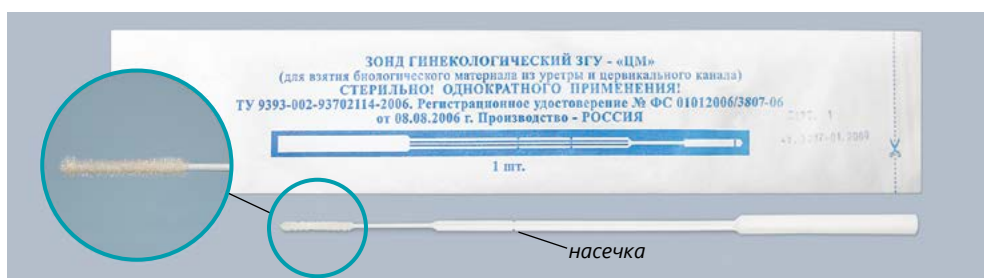 ЗОНД ГИНЕКОЛОГИЧЕСКИЙ ЗГУ - «ЦМ»
(для взятия биологического материала из уретры и цервикального канала)
СТЕРИЛЬНО! ОДНОКРАТНОГО ПРИМЕНЕНИЯ!
ТУ 9393-002-93702114-2006. Регистрационное удостоверение № ФС 01012006/3807-06
от 08.08.2006 г. Производство - РОССИЯ
1 шт.
насечка